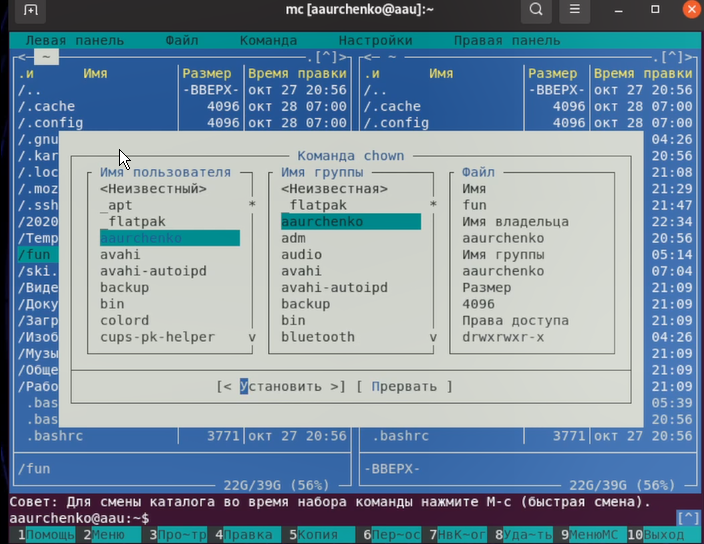 mc [aaurchenko@aau]:~
Левая панель Файл Команда Настройки Правая панель
<— ~ .[^]> <— ~ .[^]>
.и Имя Размер Время правки .и Имя Размер Время правки
/.. -ВВЕРХ- окт 27 20:56 /.. -ВВЕРХ- окт 27 20:56
/.cache 4096 окт 28 07:00 /.cache 4096 окт 28 07:00
/.config 4096 окт 28 07:00 /.config 4096 окт 28 07:00
/.gnu 04:26
/.kar Команда chown 20:56
/.loc Имя пользователя Имя группы Файл 21:08
/.moz <Неизвестный> <Неизвестная> Имя 21:29
/.ssh _apt * _flatpak * fun 21:47
/2020 _flatpak aaurchenko Имя владельца 22:34
/Temp aaurchenko adm aaurchenko 20:56
/fun avahi audio Имя группы 05:14
/ski. avahi-autoipd avahi aaurchenko 07:04
/Виде backup avahi-autoipd Размер 21:09
/Доку bin backup 4096 21:09
/Загр colord bin Права доступа 21:09
/Изоб cups-pk-helper v bluetooth v drwxrwxr-x 04:26
/Музы 21:09
/Обще 21:09
/Рабо [< Установить >] [ Прервать ] 21:09
.bas 05:39
.bas 20:56
.bashrc 3771 окт 27 20:56 .bashrc 3771 окт 27 20:56
/fun -ВВЕРХ-
22G/39G (56%) 22G/39G (56%)
Совет: Для смены каталога во время набора команды нажмите M-c (быстрая смена).
aaurchenko@aau:~$ [^]
1Помощь 2Меню 3Про~тр 4Правка 5Копия 6Пер~ос 7НвК~ог 8Уда~ть 9МенюMC 10Выход